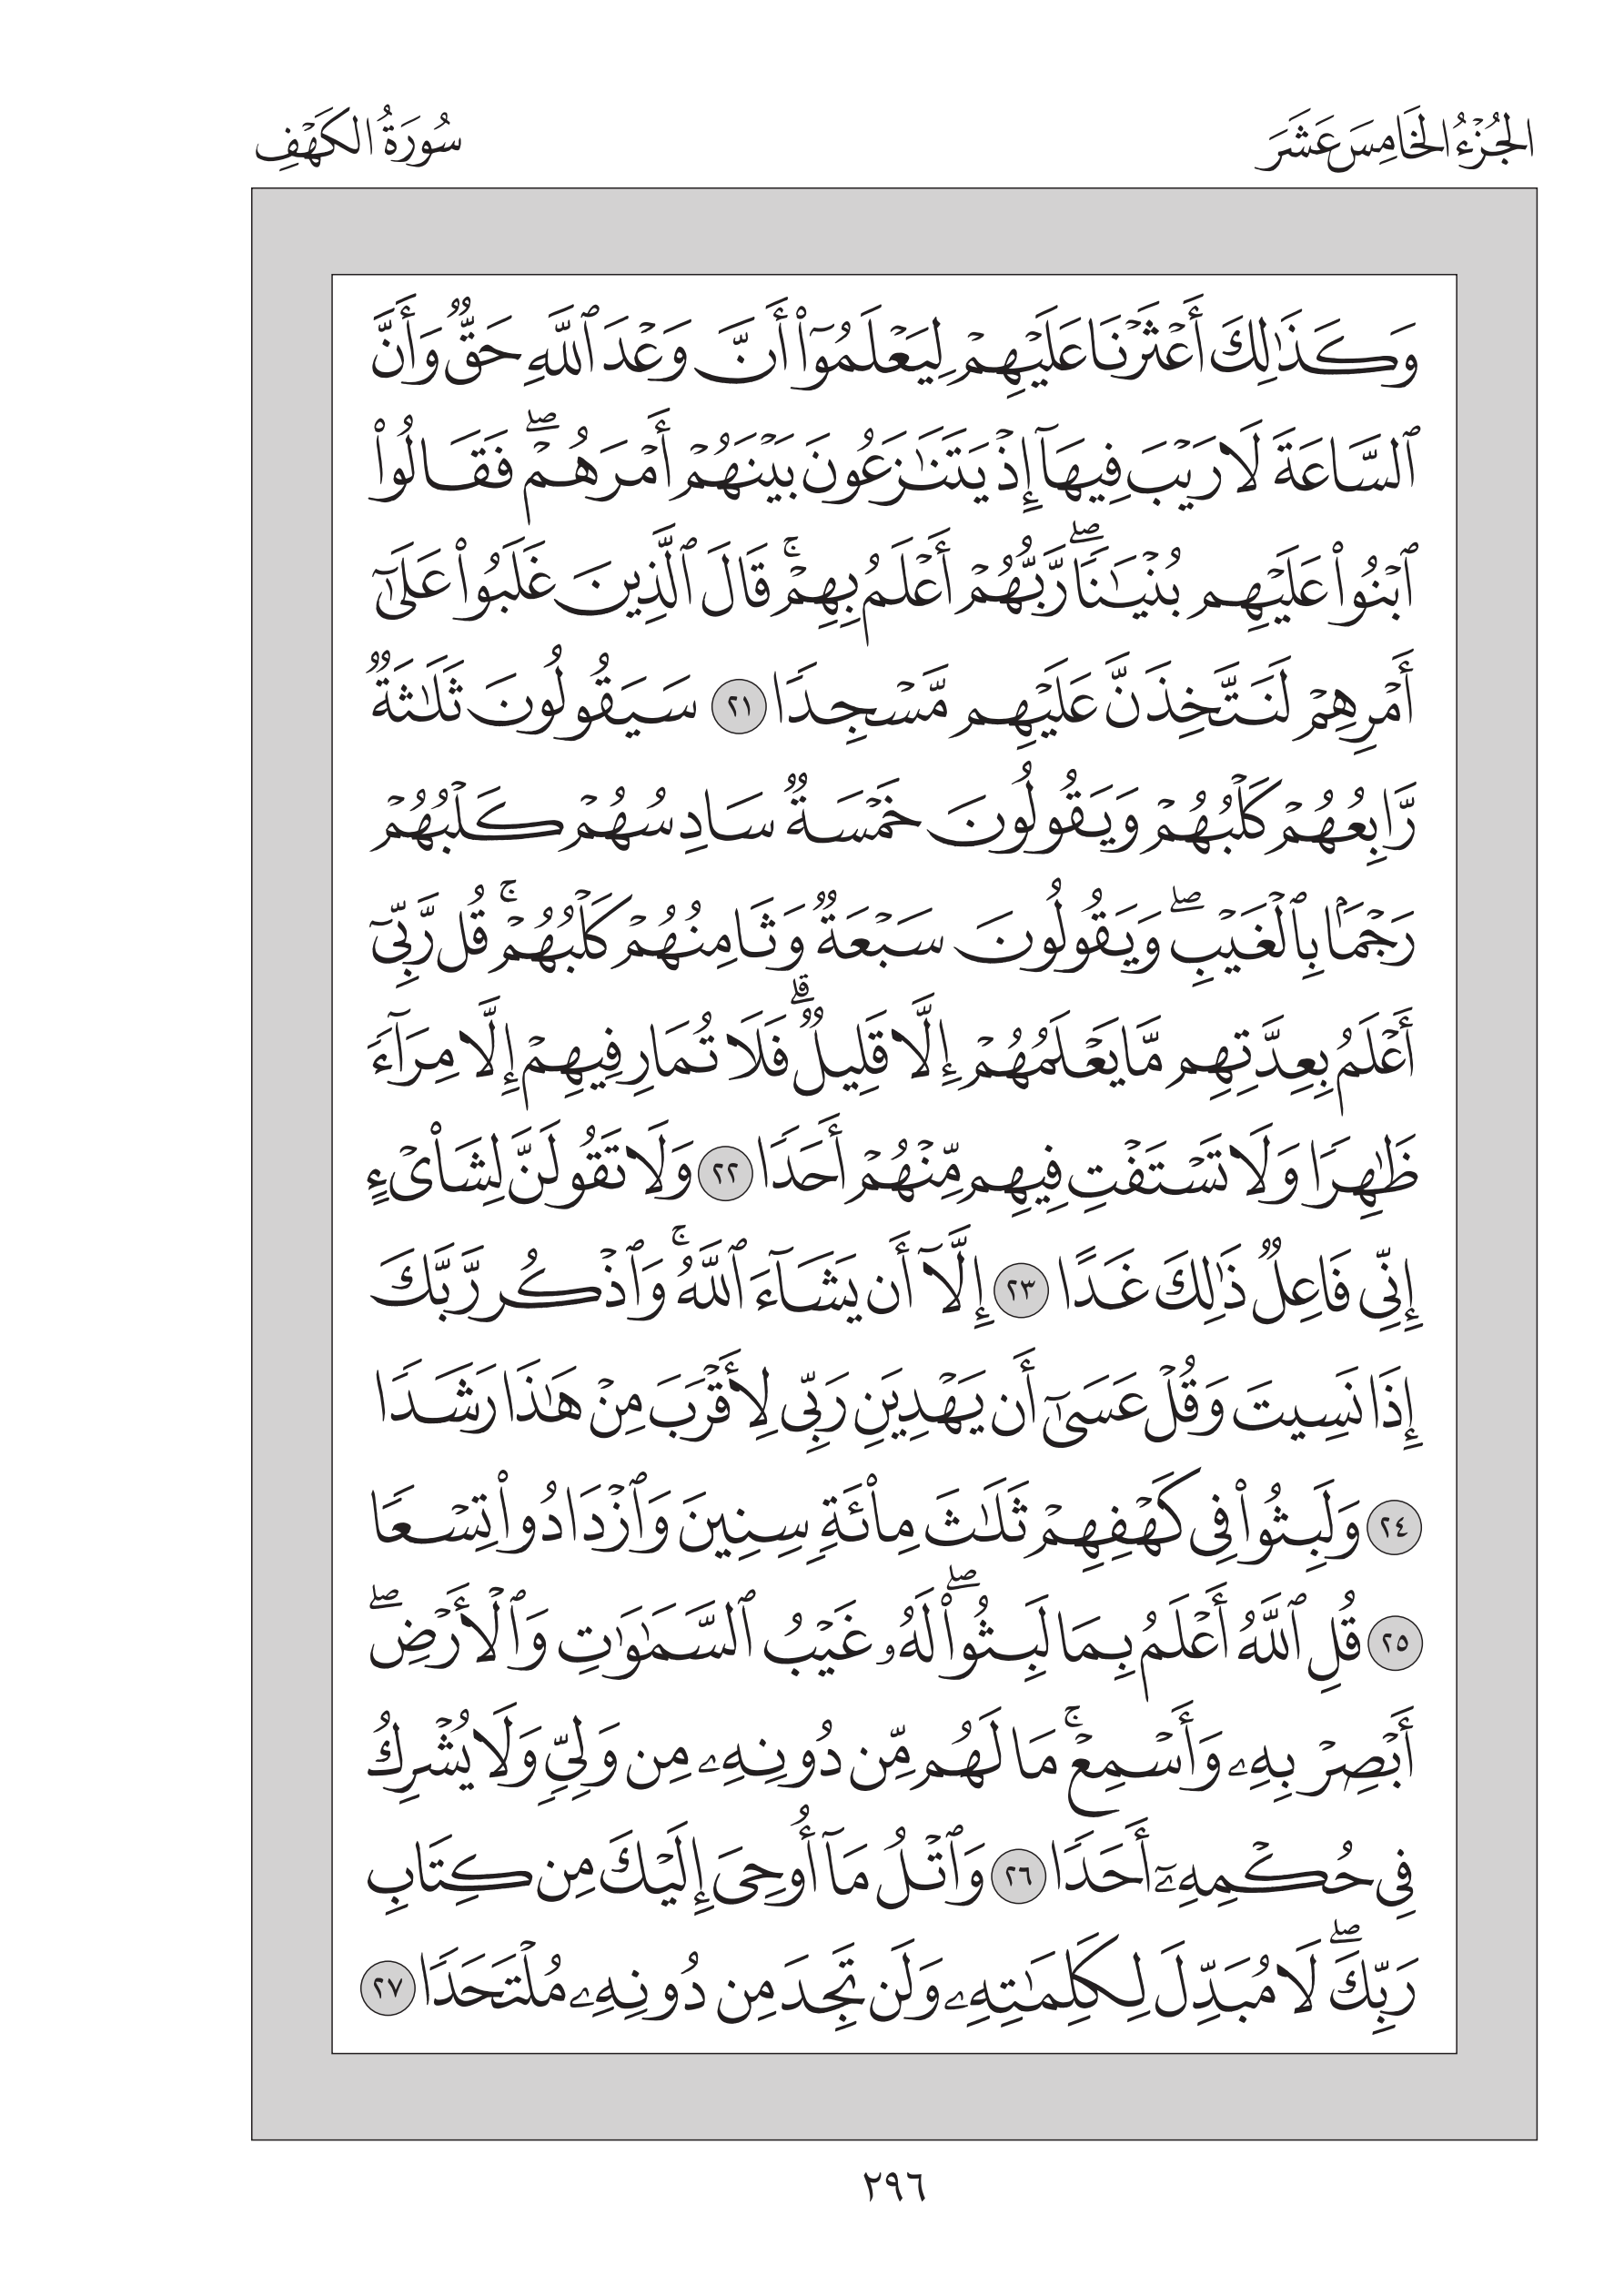 الجُزْءُ الخَامِسَ عَشَرَ
سُورَةُ الكَهْفِ
وَكَذَٰلِكَ أَعْثَرْنَا عَلَيْهِمْ لِيَعْلَمُوٓا۟ أَنَّ وَعْدَ ٱللَّهِ حَقٌّ وَأَنَّ
ٱلسَّاعَةَ لَا رَيْبَ فِيهَآ إِذْ يَتَنَٰزَعُونَ بَيْنَهُمْ أَمْرَهُمْ ۖ فَقَالُوا۟
ٱبْنُوا۟ عَلَيْهِم بُنْيَٰنًا ۖ رَّبُّهُمْ أَعْلَمُ بِهِمْ ۚ قَالَ ٱلَّذِينَ غَلَبُوا۟ عَلَىٰٓ
أَمْرِهِمْ لَنَتَّخِذَنَّ عَلَيْهِم مَّسْجِدًا ٢١ سَيَقُولُونَ ثَلَٰثَةٌ
رَّابِعُهُمْ كَلْبُهُمْ وَيَقُولُونَ خَمْسَةٌ سَادِسُهُمْ كَلْبُهُمْ
رَجْمًۢا بِٱلْغَيْبِ ۖ وَيَقُولُونَ سَبْعَةٌ وَثَامِنُهُمْ كَلْبُهُمْ ۚ قُل رَّبِّىٓ
أَعْلَمُ بِعِدَّتِهِم مَّا يَعْلَمُهُمْ إِلَّا قَلِيلٌ ۗ فَلَا تُمَارِ فِيهِمْ إِلَّا مِرَآءً
ظَٰهِرًا وَلَا تَسْتَفْتِ فِيهِم مِّنْهُمْ أَحَدًا ٢٢ وَلَا تَقُولَنَّ لِشَا۟ىْءٍ
إِنِّى فَاعِلٌ ذَٰلِكَ غَدًا ٢٣ إِلَّآ أَن يَشَآءَ ٱللَّهُ ۚ وَٱذْكُر رَّبَّكَ
إِذَا نَسِيتَ وَقُلْ عَسَىٰٓ أَن يَهْدِيَنِ رَبِّى لِأَقْرَبَ مِنْ هَٰذَا رَشَدًا
٢٤ وَلَبِثُوا۟ فِى كَهْفِهِمْ ثَلَٰثَ مِا۟ئَةٍ سِنِينَ وَٱزْدَادُوا۟ تِسْعًا
٢٥ قُلِ ٱللَّهُ أَعْلَمُ بِمَا لَبِثُوا۟ ۖ لَهُۥ غَيْبُ ٱلسَّمَٰوَٰتِ وَٱلْأَرْضِ ۖ
أَبْصِرْ بِهِۦ وَأَسْمِعْ ۚ مَا لَهُم مِّن دُونِهِۦ مِن وَلِىٍّ وَلَا يُشْرِكُ
فِى حُكْمِهِۦٓ أَحَدًا ٢٦ وَٱتْلُ مَآ أُوحِىَ إِلَيْكَ مِن كِتَابِ
رَبِّكَ ۖ لَا مُبَدِّلَ لِكَلِمَٰتِهِۦ وَلَن تَجِدَ مِن دُونِهِۦ مُلْتَحَدًا ٢٧
٢٩٦